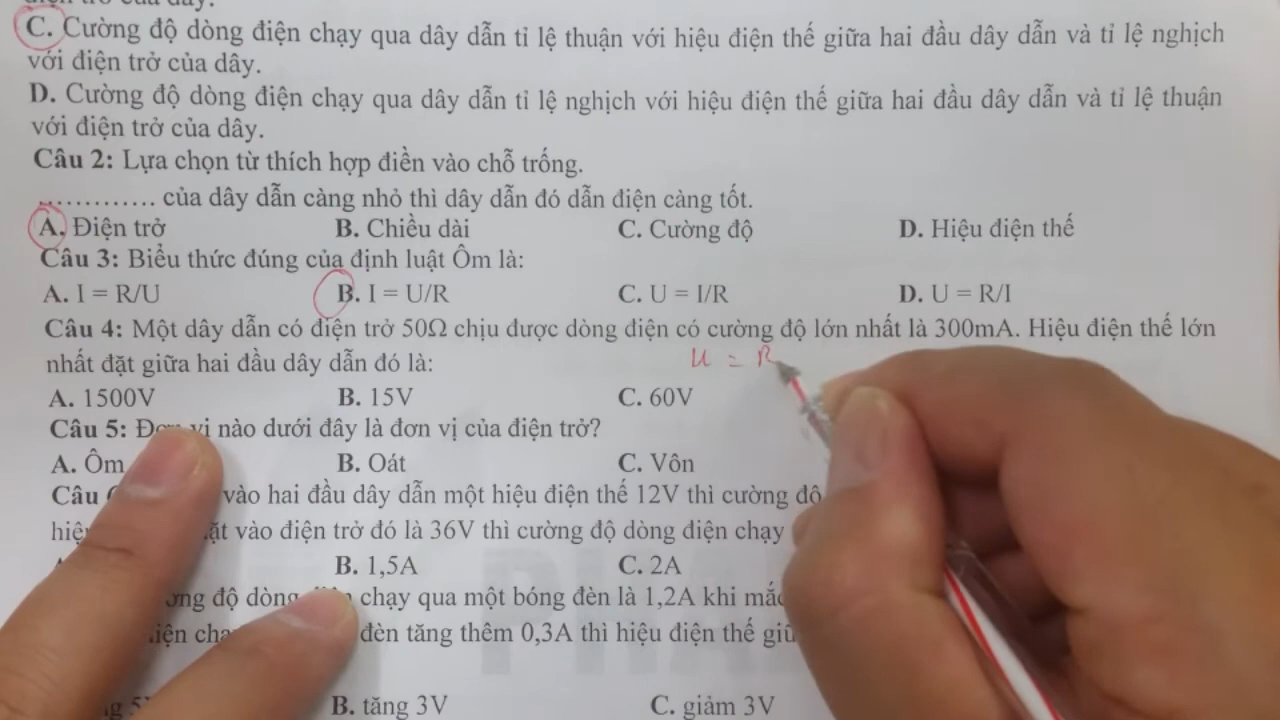 C. Cường độ dòng điện chạy qua dây dẫn tỉ lệ thuận với hiệu điện thế giữa hai đầu dây dẫn và tỉ lệ nghịch
với điện trở của dây.
D. Cường độ dòng điện chạy qua dây dẫn tỉ lệ nghịch với hiệu điện thế giữa hai đầu dây dẫn và tỉ lệ thuận
với điện trở của dây.
Câu 2: Lựa chọn từ thích hợp điền vào chỗ trống.
............. của dây dẫn càng nhỏ thì dây dẫn đó dẫn điện càng tốt.
A. Điện trở B. Chiều dài C. Cường độ D. Hiệu điện thế
Câu 3: Biểu thức đúng của định luật Ôm là:
A. I = R/U B. I = U/R C. U = I/R D. U = R/I
Câu 4: Một dây dẫn có điện trở 50Ω chịu được dòng điện có cường độ lớn nhất là 300mA. Hiệu điện thế lớn
nhất đặt giữa hai đầu dây dẫn đó là: U = R
A. 1500V B. 15V C. 60V
Câu 5: vị nào dưới đây là đơn vị của điện trở?
A. Ôm B. Oát C. Vôn
Câu vào hai đầu dây dẫn một hiệu điện thế 12V thì cường độ
vào điện trở đó là 36V thì cường độ dòng điện chạy
B. 1,5A C. 2A
độ dòng chạy qua một bóng đèn là 1,2A khi mắc
đèn tăng thêm 0,3A thì hiệu điện thế
B. tăng 3V C. giảm 3V